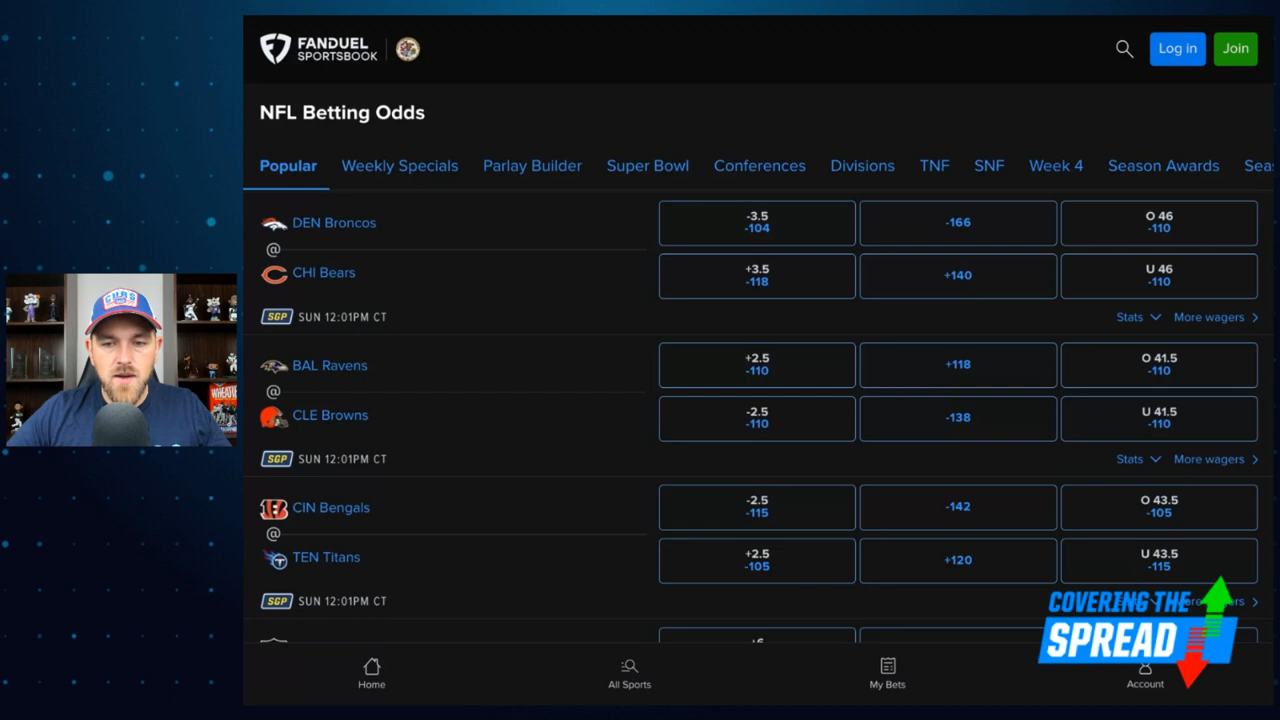 FANDUEL
SPORTSBOOK
Log in
Join
NFL Betting Odds
Popular
Weekly Specials
Parlay Builder
Super Bowl
Conferences
Divisions
TNF
SNF
Week 4
Season Awards
Sea
DEN Broncos
-3.5
-104
-166
O 46
-110
@
CHI Bears
+3.5
-118
+140
U 46
-110
SGP SUN 12:01PM CT
Stats
More wagers
BAL Ravens
+2.5
-110
+118
O 41.5
-110
@
CLE Browns
-2.5
-110
-138
U 41.5
-110
SGP SUN 12:01PM CT
Stats
More wagers
CIN Bengals
-2.5
-115
-142
O 43.5
-105
@
TEN Titans
+2.5
-105
+120
U 43.5
-115
SGP SUN 12:01PM CT
COVERING THE
SPREAD
Home
All Sports
My Bets
Account
CUBS
WHEATIES